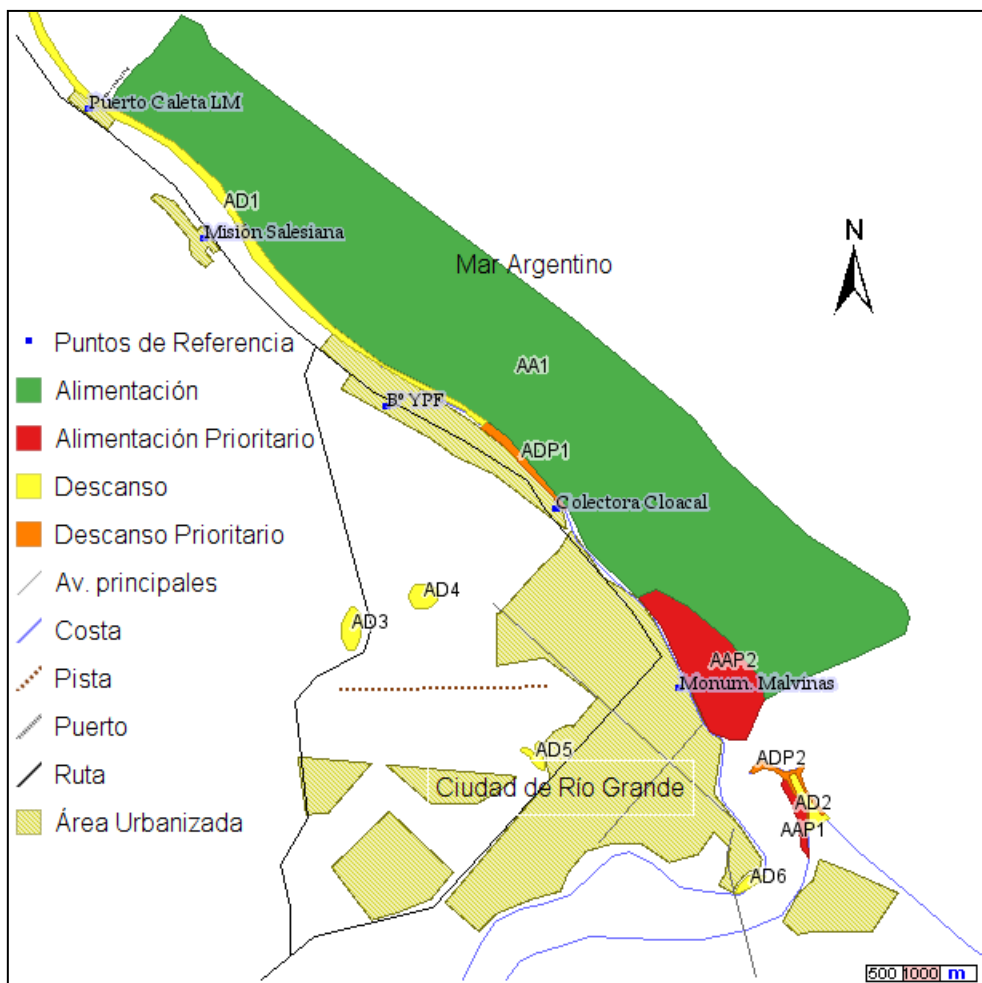 Puerto Caleta LM
AD1
Misión Salesiana
Mar Argentino
N
AA1
Bº YPF
ADP1
Colectora Cloacal
Puntos de Referencia
Alimentación
Alimentación Prioritario
Descanso
Descanso Prioritario
Av. principales
Costa
Pista
Puerto
Ruta
Área Urbanizada
AD4
AD3
AAP2
Monum. Malvinas
AD5
ADP2
Ciudad de Río Grande
AD2
AAP1
AD6
500 1000 m